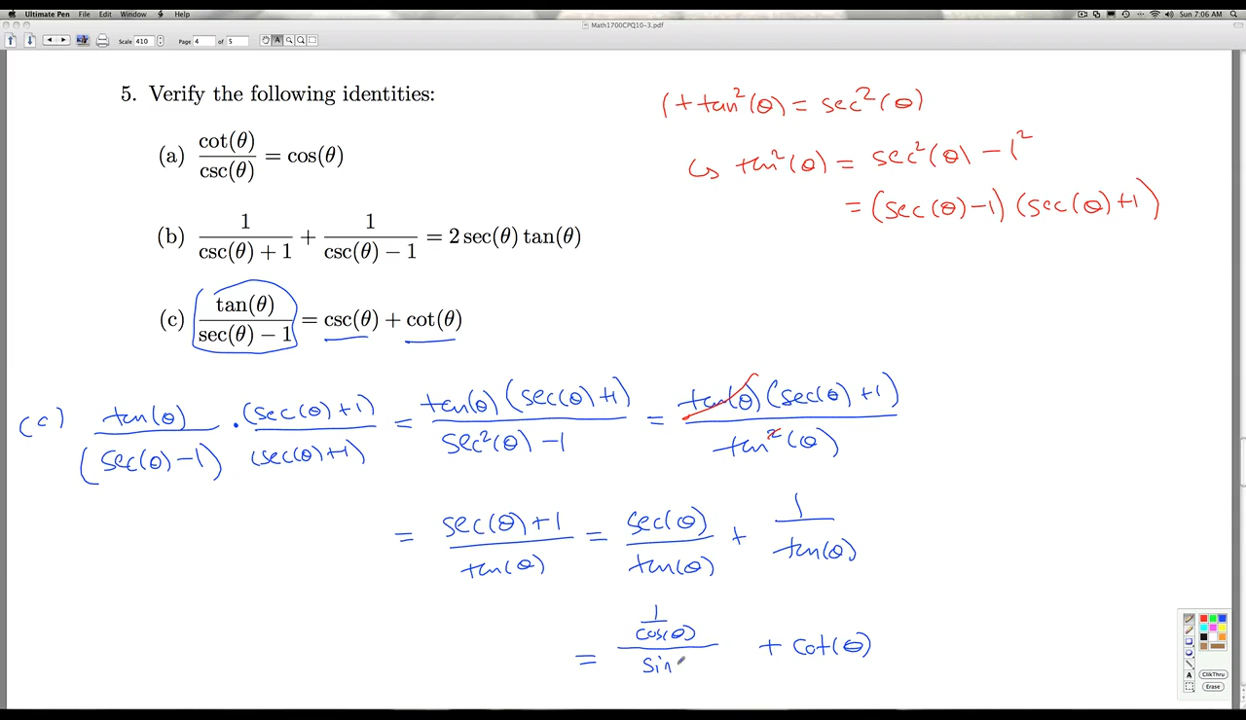 Ultimate Pen File Edit Window Help Sun 7:06 AM
Math1700CPQ10-3.pdf
Scale 410 Page 4 of 5
5. Verify the following identities:
(a) cot(θ)/csc(θ) = cos(θ)
(b) 1/(csc(θ) + 1) + 1/(csc(θ) − 1) = 2 sec(θ) tan(θ)
(c) tan(θ)/(sec(θ) − 1) = csc(θ) + cot(θ)
1 + tan²(θ) = sec²(θ)
↳ tan²(θ) = sec²(θ) − 1²
= (sec(θ) − 1) (sec(θ) + 1)
(c) tan(θ)/(sec(θ) − 1) · (sec(θ) + 1)/(sec(θ) + 1) = tan(θ) (sec(θ) + 1)/sec²(θ) − 1 = tan(θ) (sec(θ) + 1)/tan²(θ)
= sec(θ) + 1/tan(θ) = sec(θ)/tan(θ) + 1/tan(θ)
= 1/cos(θ)/sin + cot(θ)
A
ClikThru
Erase